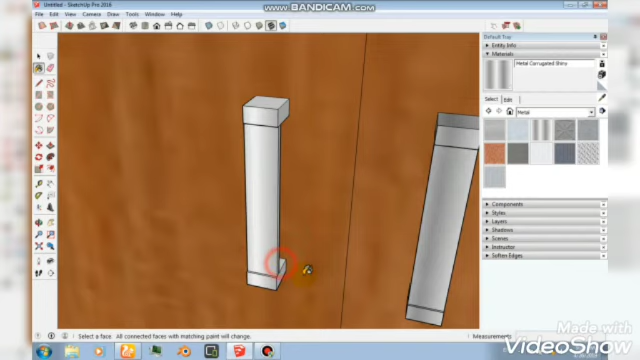 Untitled - SketchUp Pro 2016
WWW.BANDICAM.COM
File Edit View Camera Draw Tools Window Help
Default Tray
Entity Info
Materials
Metal Corrugated Shiny
Select Edit
Metal
Components
Styles
Layers
Shadows
Scenes
Instructor
Soften Edges
Select a face. All connected faces with matching paint will change.
Measurements
Made with
VideoShow